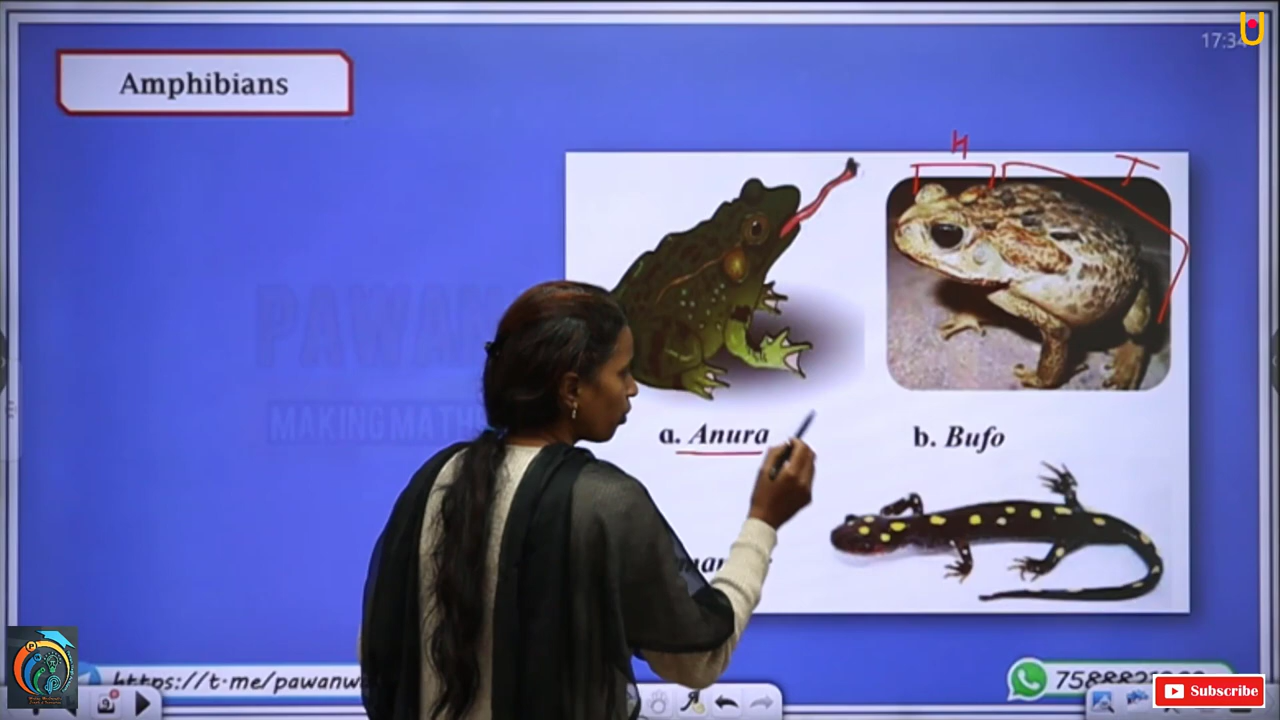 17:34
Amphibians
H T
PAWAN
MAKING MATH
a. Anura
b. Bufo
https://t.me/pawanw
Subscribe